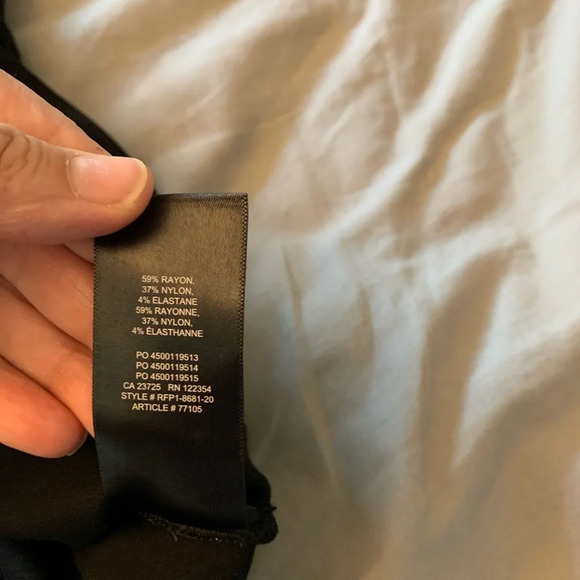 59% RAYON,
37% NYLON,
4% ELASTANE
59% RAYONNE,
37% NYLON,
4% ÉLASTHANNE
PO 4500119513
PO 4500119514
PO 4500119515
CA 23725 RN 122354
STYLE # RFP1-8681-20
ARTICLE # 77105